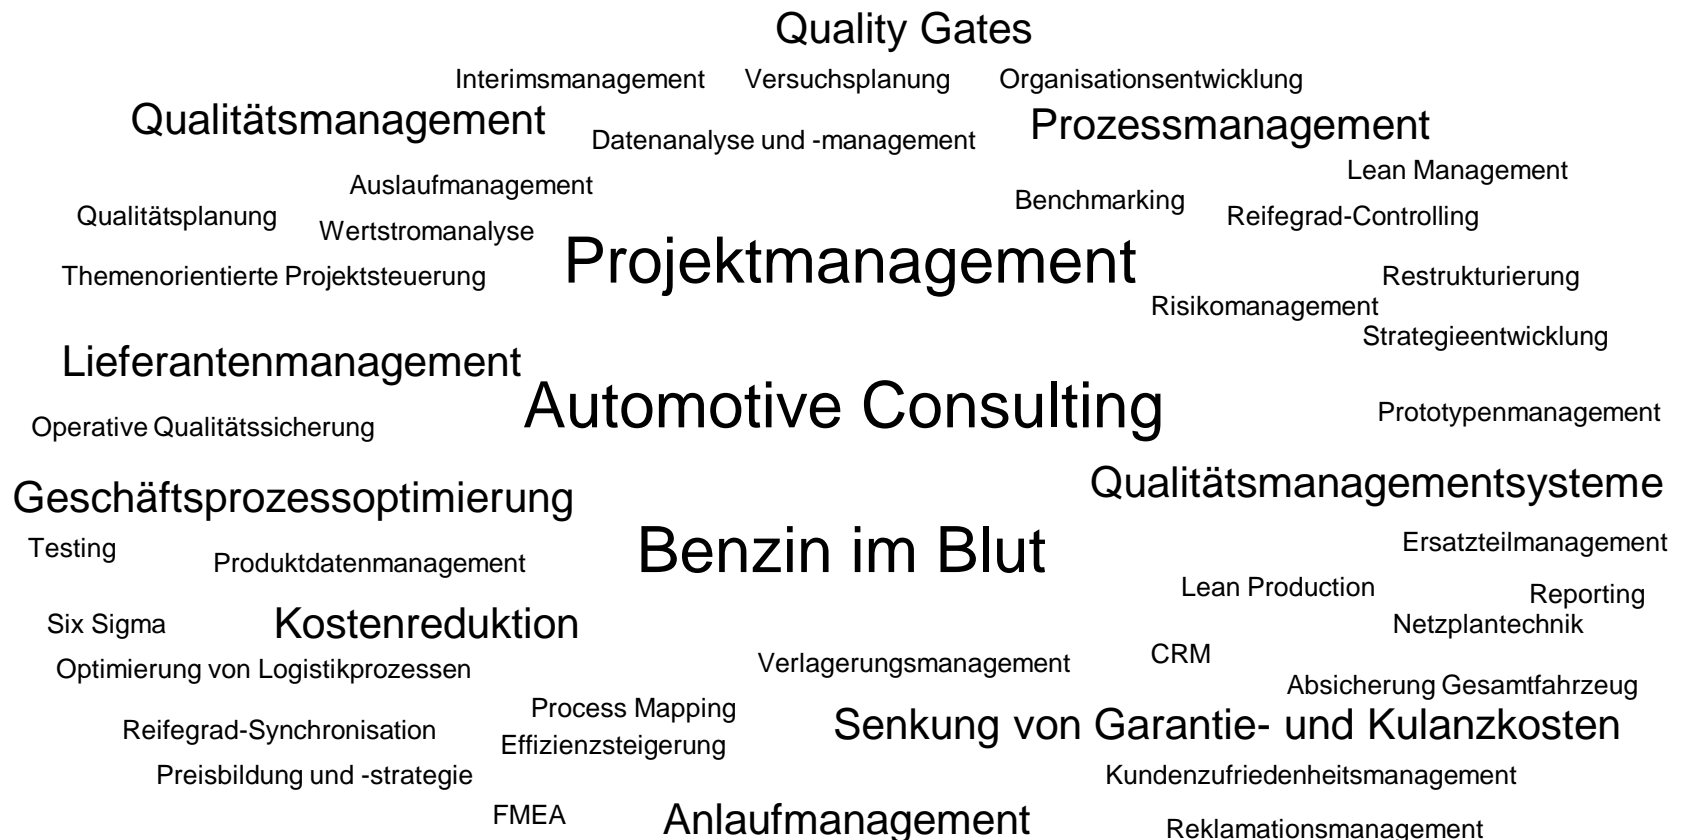 Quality Gates
Interimsmanagement
Versuchsplanung
Organisationsentwicklung
Qualitätsmanagement
Datenanalyse und -management
Prozessmanagement
Lean Management
Auslaufmanagement
Benchmarking
Qualitätsplanung
Wertstromanalyse
Reifegrad-Controlling
Projektmanagement
Themenorientierte Projektsteuerung
Restrukturierung
Risikomanagement
Strategieentwicklung
Lieferantenmanagement
Automotive Consulting
Prototypenmanagement
Operative Qualitätssicherung
Qualitätsmanagementsysteme
Geschäftsprozessoptimierung
Testing
Produktdatenmanagement
Benzin im Blut
Ersatzteilmanagement
Lean Production
Reporting
Six Sigma
Kostenreduktion
Netzplantechnik
Optimierung von Logistikprozessen
Verlagerungsmanagement
CRM
Absicherung Gesamtfahrzeug
Process Mapping
Reifegrad-Synchronisation
Senkung von Garantie- und Kulanzkosten
Effizienzsteigerung
Preisbildung und -strategie
Kundenzufriedenheitsmanagement
FMEA
Anlaufmanagement
Reklamationsmanagement